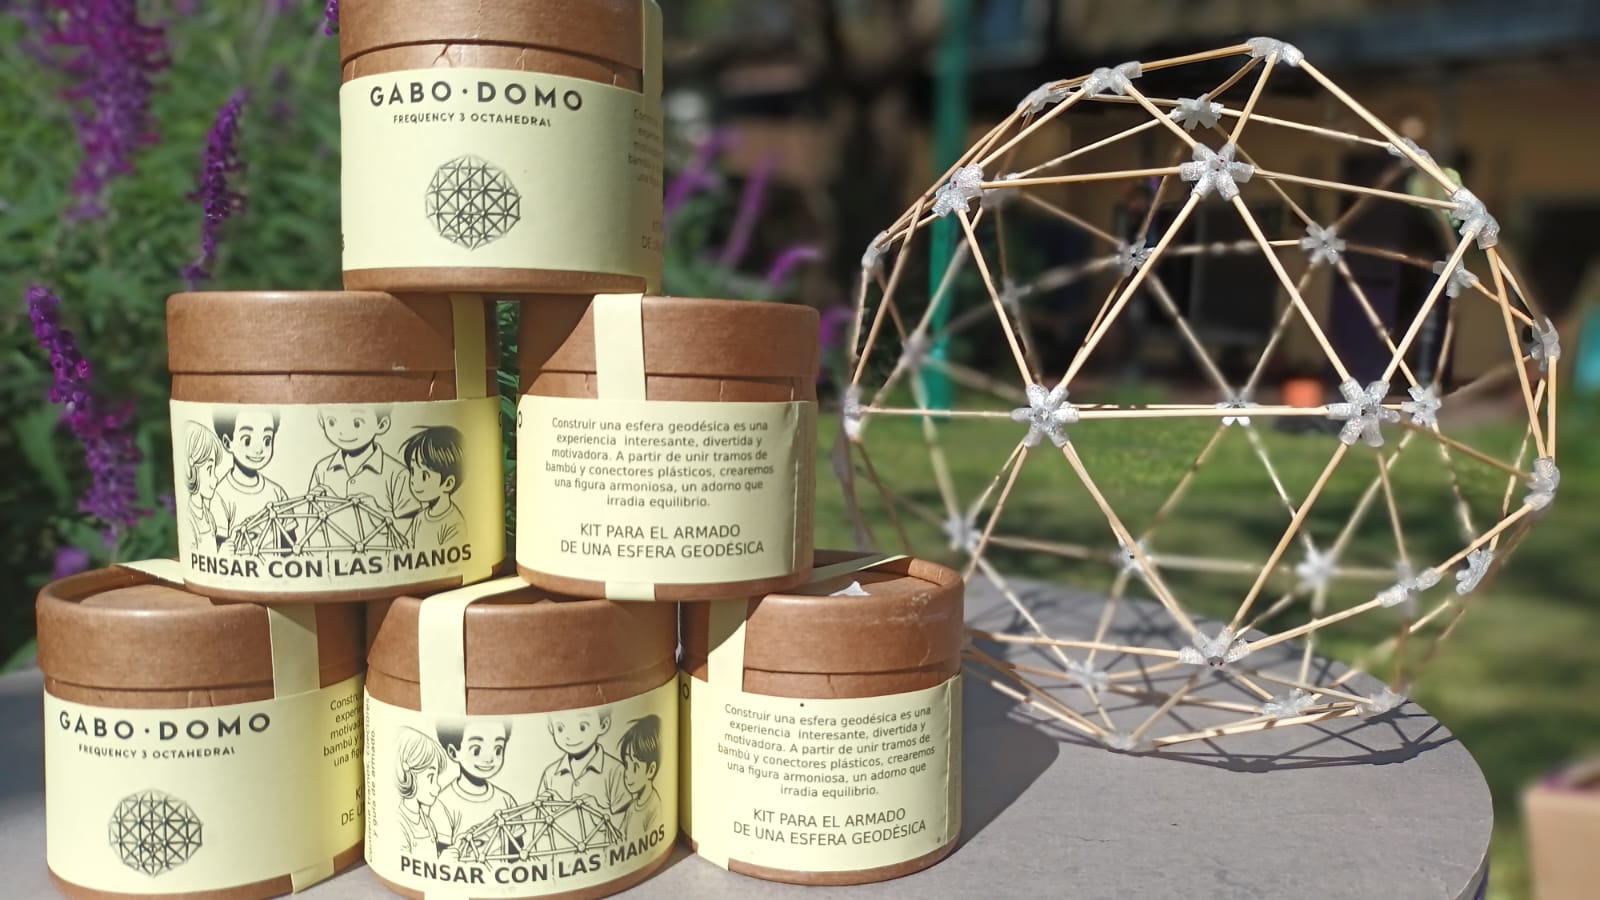 GABO · DOMO
FREQUENCY 3 OCTAHEDRAL
PENSAR CON LAS MANOS
Construir una esfera geodésica es una
experiencia interesante, divertida y
motivadora. A partir de unir tramos de
bambú y conectores plásticos, crearemos
una figura armoniosa, un adorno que
irradia equilibrio.
KIT PARA EL ARMADO
DE UNA ESFERA GEODÉSICA
GABO · DOMO
FREQUENCY 3 OCTAHEDRAL
PENSAR CON LAS MANOS
Construir una esfera geodésica es una
experiencia interesante, divertida y
motivadora. A partir de unir tramos de
bambú y conectores plásticos, crearemos
una figura armoniosa, un adorno que
irradia equilibrio.
KIT PARA EL ARMADO
DE UNA ESFERA GEODÉSICA